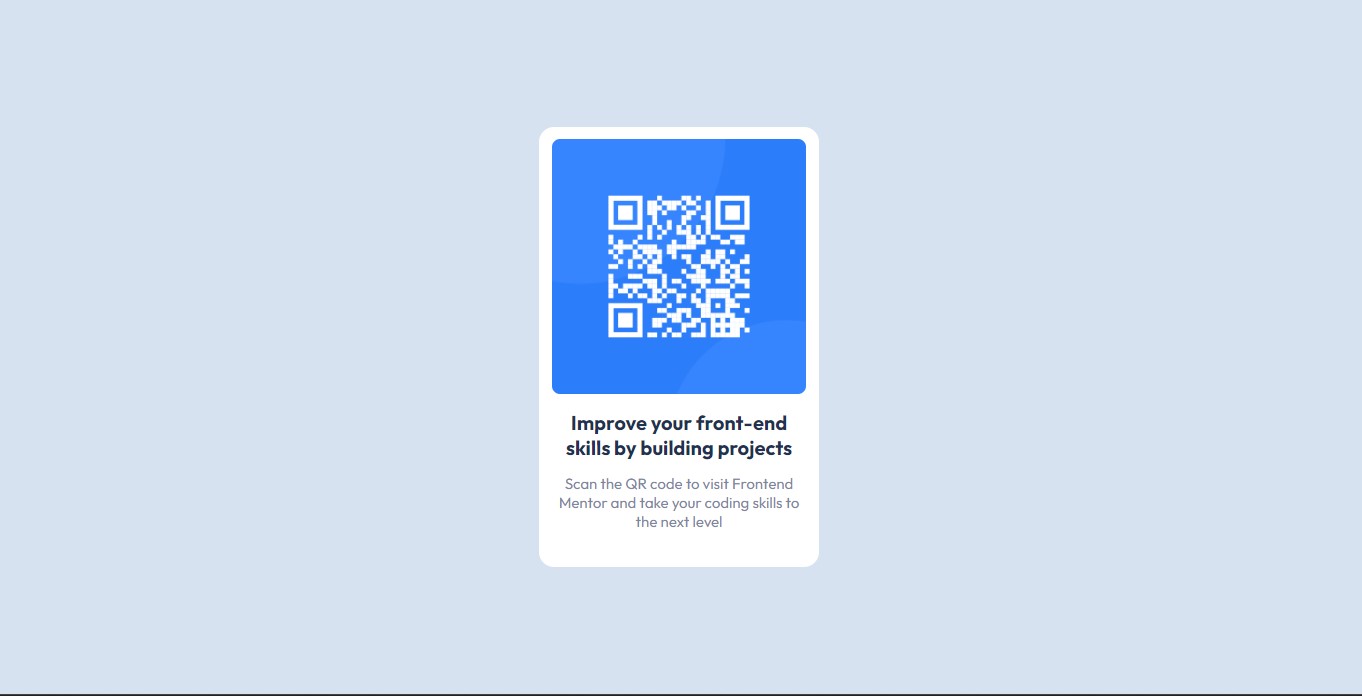 Improve your front-end
skills by building projects
Scan the QR code to visit Frontend
Mentor and take your coding skills to
the next level